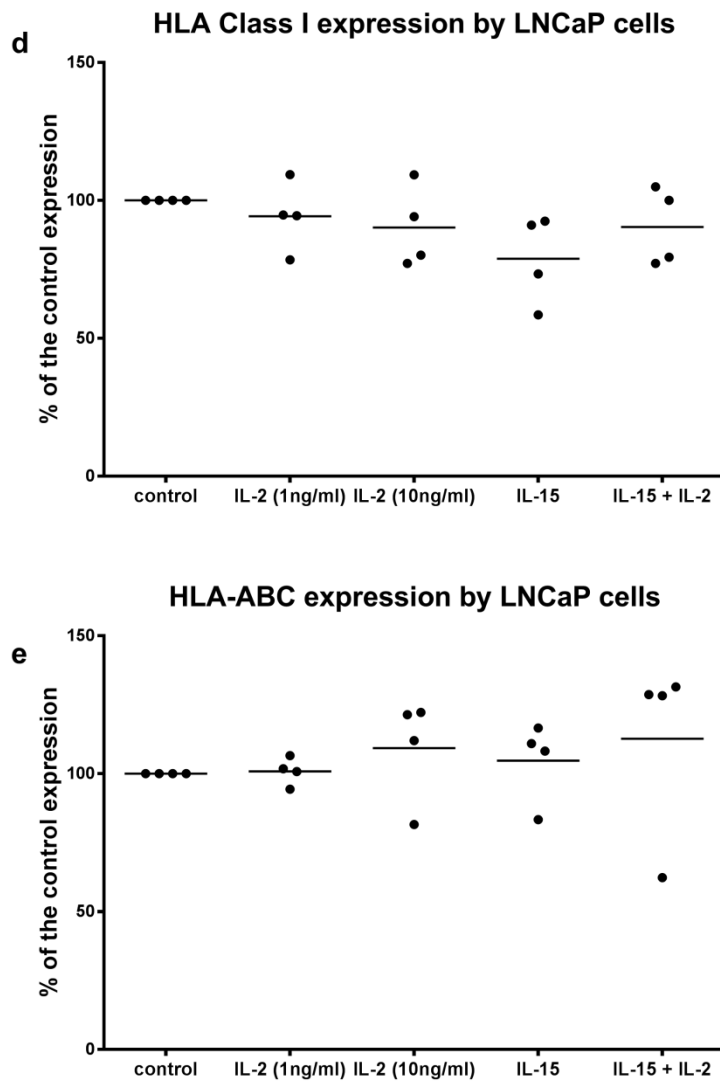 d
HLA Class I expression by LNCaP cells
150
100
50
0
% of the control expression
control IL-2 (1ng/ml) IL-2 (10ng/ml) IL-15 IL-15 + IL-2
e
HLA-ABC expression by LNCaP cells
150
100
50
0
% of the control expression
control IL-2 (1ng/ml) IL-2 (10ng/ml) IL-15 IL-15 + IL-2